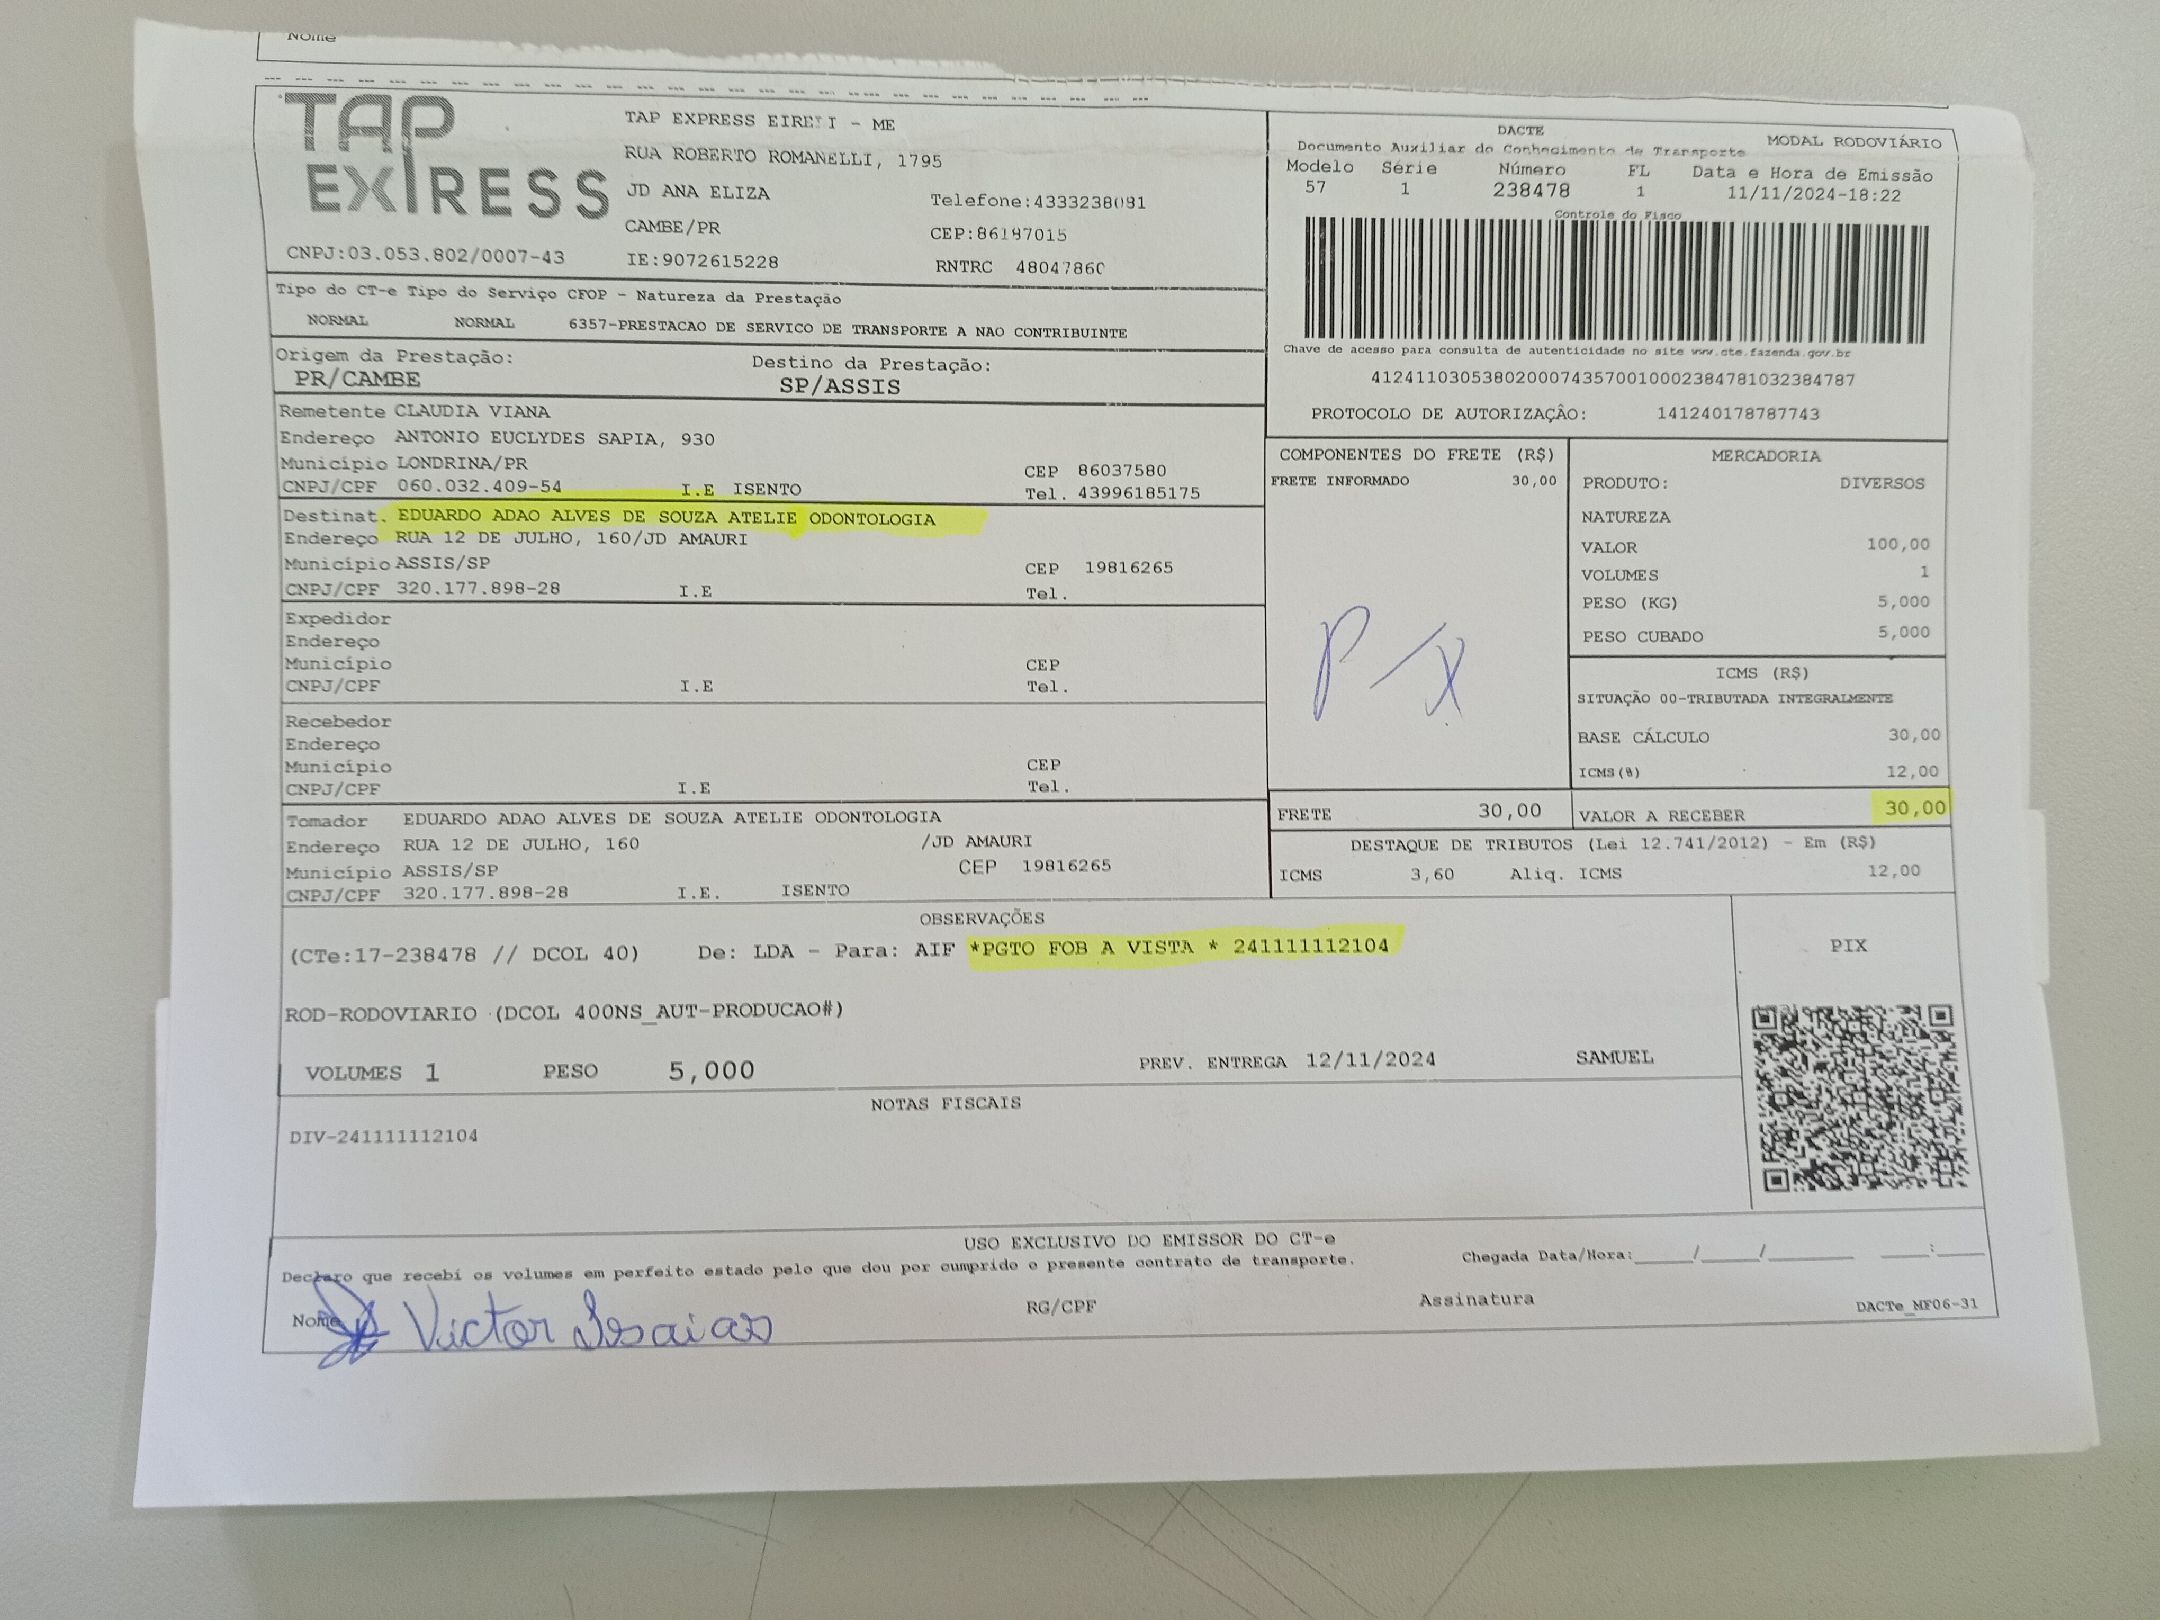 Nome
TAP
EXPRESS
TAP EXPRESS EIRELI - ME
RUA ROBERTO ROMANELLI, 1795
JD ANA ELIZA
Telefone:4333238081
CAMBE/PR
CEP:86187015
CNPJ:03.053.802/0007-43
IE:9072615228
RNTRC 48047860
DACTE
MODAL RODOVIÁRIO
Documento Auxiliar do Conhecimento de Transporte
Modelo Série Número FL Data e Hora de Emissão
57 1 238478 1 11/11/2024-18:22
Controle do Fisco
Chave de acesso para consulta de autenticidade no site www.cte.fazenda.gov.br
41241103053802000743570010002384781032384787
PROTOCOLO DE AUTORIZAÇÃO: 141240178787743
Tipo do CT-e Tipo do Serviço CFOP - Natureza da Prestação
NORMAL NORMAL 6357-PRESTACAO DE SERVICO DE TRANSPORTE A NAO CONTRIBUINTE
Origem da Prestação: Destino da Prestação:
PR/CAMBE SP/ASSIS
Remetente CLAUDIA VIANA
Endereço ANTONIO EUCLYDES SAPIA, 930
Município LONDRINA/PR CEP 86037580
CNPJ/CPF 060.032.409-54 I.E ISENTO Tel. 43996185175
Destinat. EDUARDO ADAO ALVES DE SOUZA ATELIE ODONTOLOGIA
Endereço RUA 12 DE JULHO, 160/JD AMAURI
Município ASSIS/SP CEP 19816265
CNPJ/CPF 320.177.898-28 I.E Tel.
Expedidor
Endereço
Município CEP
CNPJ/CPF I.E Tel.
Recebedor
Endereço
Município CEP
CNPJ/CPF I.E Tel.
Tomador EDUARDO ADAO ALVES DE SOUZA ATELIE ODONTOLOGIA
Endereço RUA 12 DE JULHO, 160 /JD AMAURI
Município ASSIS/SP CEP 19816265
CNPJ/CPF 320.177.898-28 I.E. ISENTO
COMPONENTES DO FRETE (R$)
FRETE INFORMADO 30,00
PIX
MERCADORIA
PRODUTO: DIVERSOS
NATUREZA
VALOR 100,00
VOLUMES 1
PESO (KG) 5,000
PESO CUBADO 5,000
ICMS (R$)
SITUAÇÃO 00-TRIBUTADA INTEGRALMENTE
BASE CÁLCULO 30,00
ICMS(%) 12,00
FRETE 30,00 VALOR A RECEBER 30,00
DESTAQUE DE TRIBUTOS (Lei 12.741/2012) - Em (R$)
ICMS 3,60 Aliq. ICMS 12,00
OBSERVAÇÕES
(CTe:17-238478 // DCOL 40) De: LDA - Para: AIF *PGTO FOB A VISTA * 241111112104
ROD-RODOVIARIO (DCOL 400NS_AUT-PRODUCAO#)
VOLUMES 1 PESO 5,000 PREV. ENTREGA 12/11/2024 SAMUEL
PIX
NOTAS FISCAIS
DIV-241111112104
USO EXCLUSIVO DO EMISSOR DO CT-e
Declaro que recebi os volumes em perfeito estado pelo que dou por cumprido o presente contrato de transporte.
Chegada Data/Hora:____/____/______ ____:____
Nome Victor Isaias RG/CPF Assinatura DACTe_MF06-31